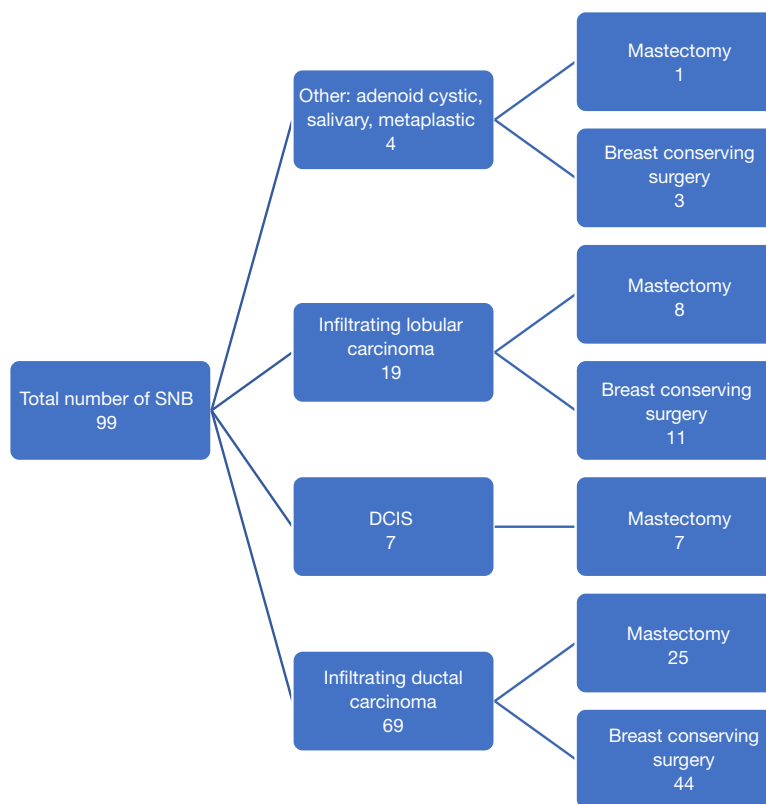 Total number of SNB
99
Other: adenoid cystic,
salivary, metaplastic
4
Mastectomy
1
Breast conserving
surgery
3
Infiltrating lobular
carcinoma
19
Mastectomy
8
Breast conserving
surgery
11
DCIS
7
Mastectomy
7
Infiltrating ductal
carcinoma
69
Mastectomy
25
Breast conserving
surgery
44